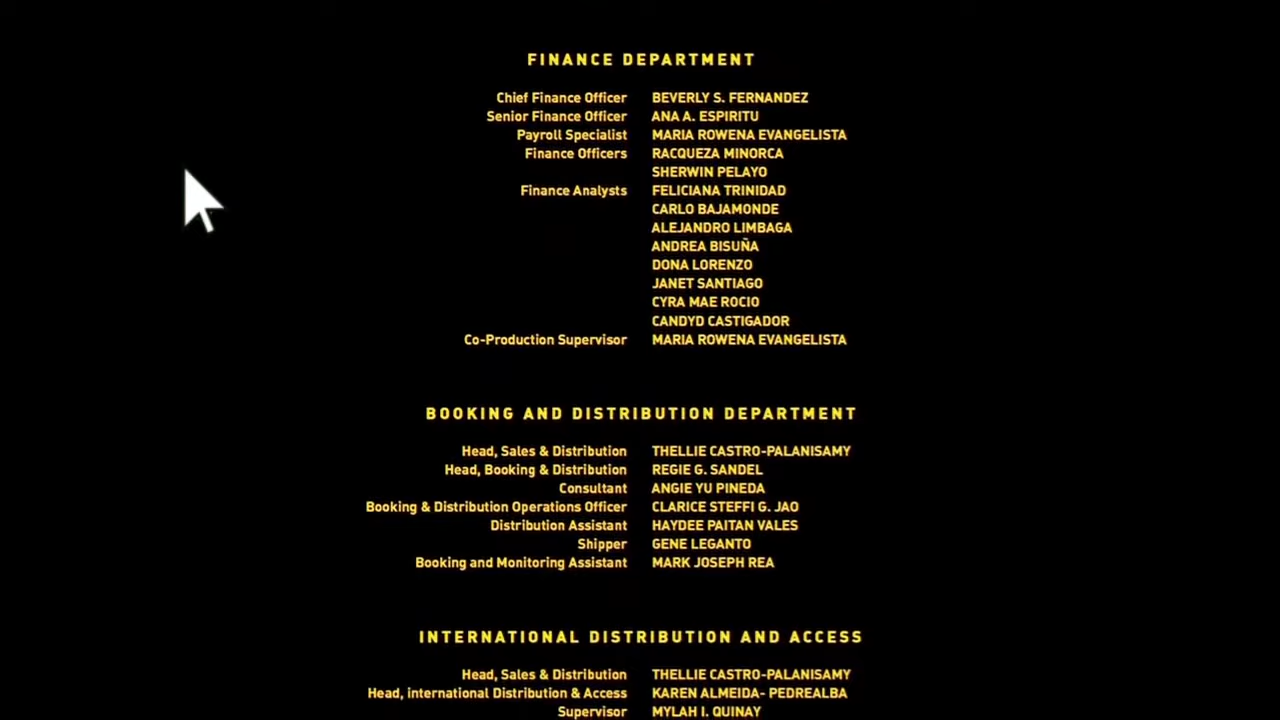 FINANCE DEPARTMENT
Chief Finance Officer BEVERLY S. FERNANDEZ
Senior Finance Officer ANA A. ESPIRITU
Payroll Specialist MARIA ROWENA EVANGELISTA
Finance Officers RACQUEZA MINORCA
SHERWIN PELAYO
Finance Analysts FELICIANA TRINIDAD
CARLO BAJAMONDE
ALEJANDRO LIMBAGA
ANDREA BISUÑA
DONA LORENZO
JANET SANTIAGO
CYRA MAE ROCIO
CANDYD CASTIGADOR
Co-Production Supervisor MARIA ROWENA EVANGELISTA
BOOKING AND DISTRIBUTION DEPARTMENT
Head, Sales & Distribution THELLIE CASTRO-PALANISAMY
Head, Booking & Distribution REGIE G. SANDEL
Consultant ANGIE YU PINEDA
Booking & Distribution Operations Officer CLARICE STEFFI G. JAO
Distribution Assistant HAYDEE PAITAN VALES
Shipper GENE LEGANTO
Booking and Monitoring Assistant MARK JOSEPH REA
INTERNATIONAL DISTRIBUTION AND ACCESS
Head, Sales & Distribution THELLIE CASTRO-PALANISAMY
Head, international Distribution & Access KAREN ALMEIDA- PEDREALBA
Supervisor MYLAH I. QUINAY